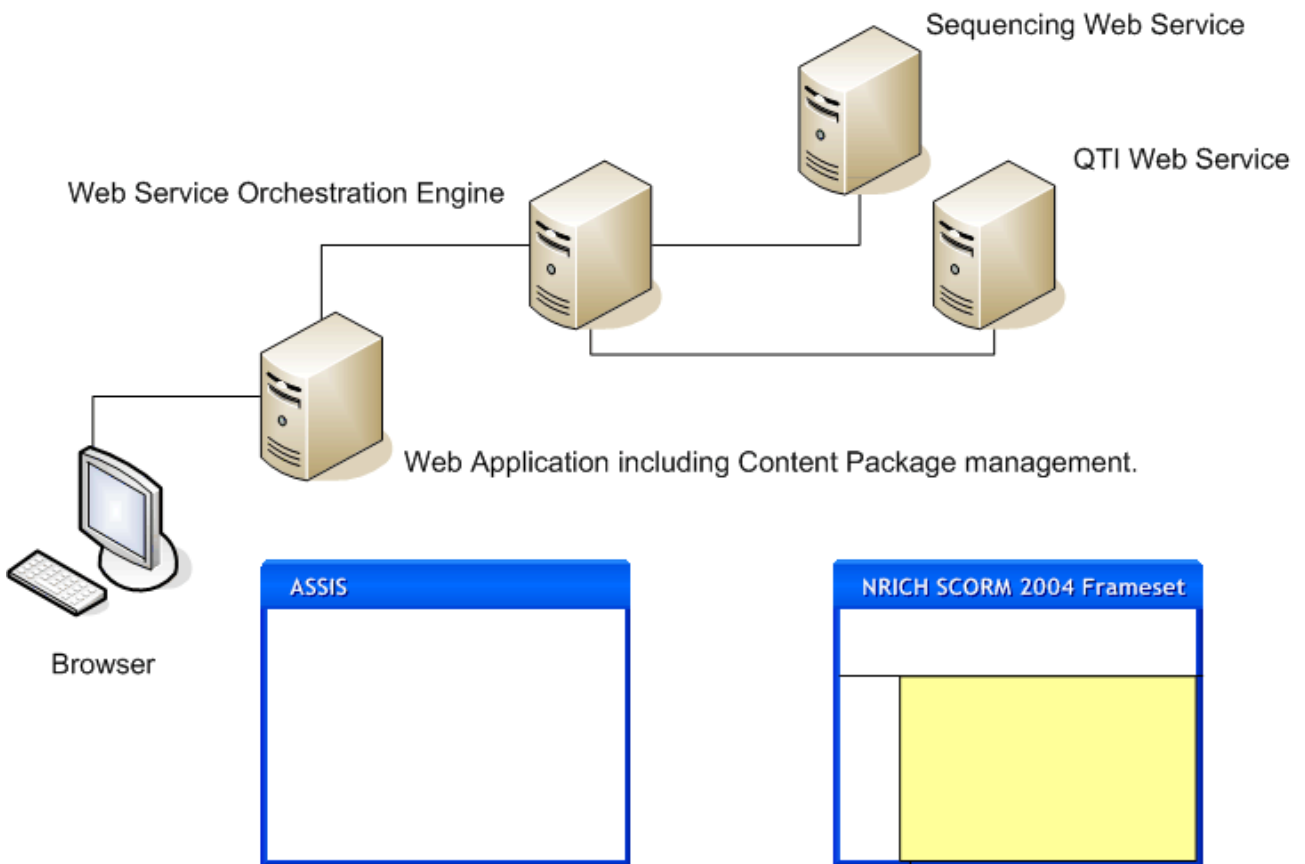 Sequencing Web Service
QTI Web Service
Web Service Orchestration Engine
Web Application including Content Package management.
Browser
ASSIS
NRICH SCORM 2004 Frameset